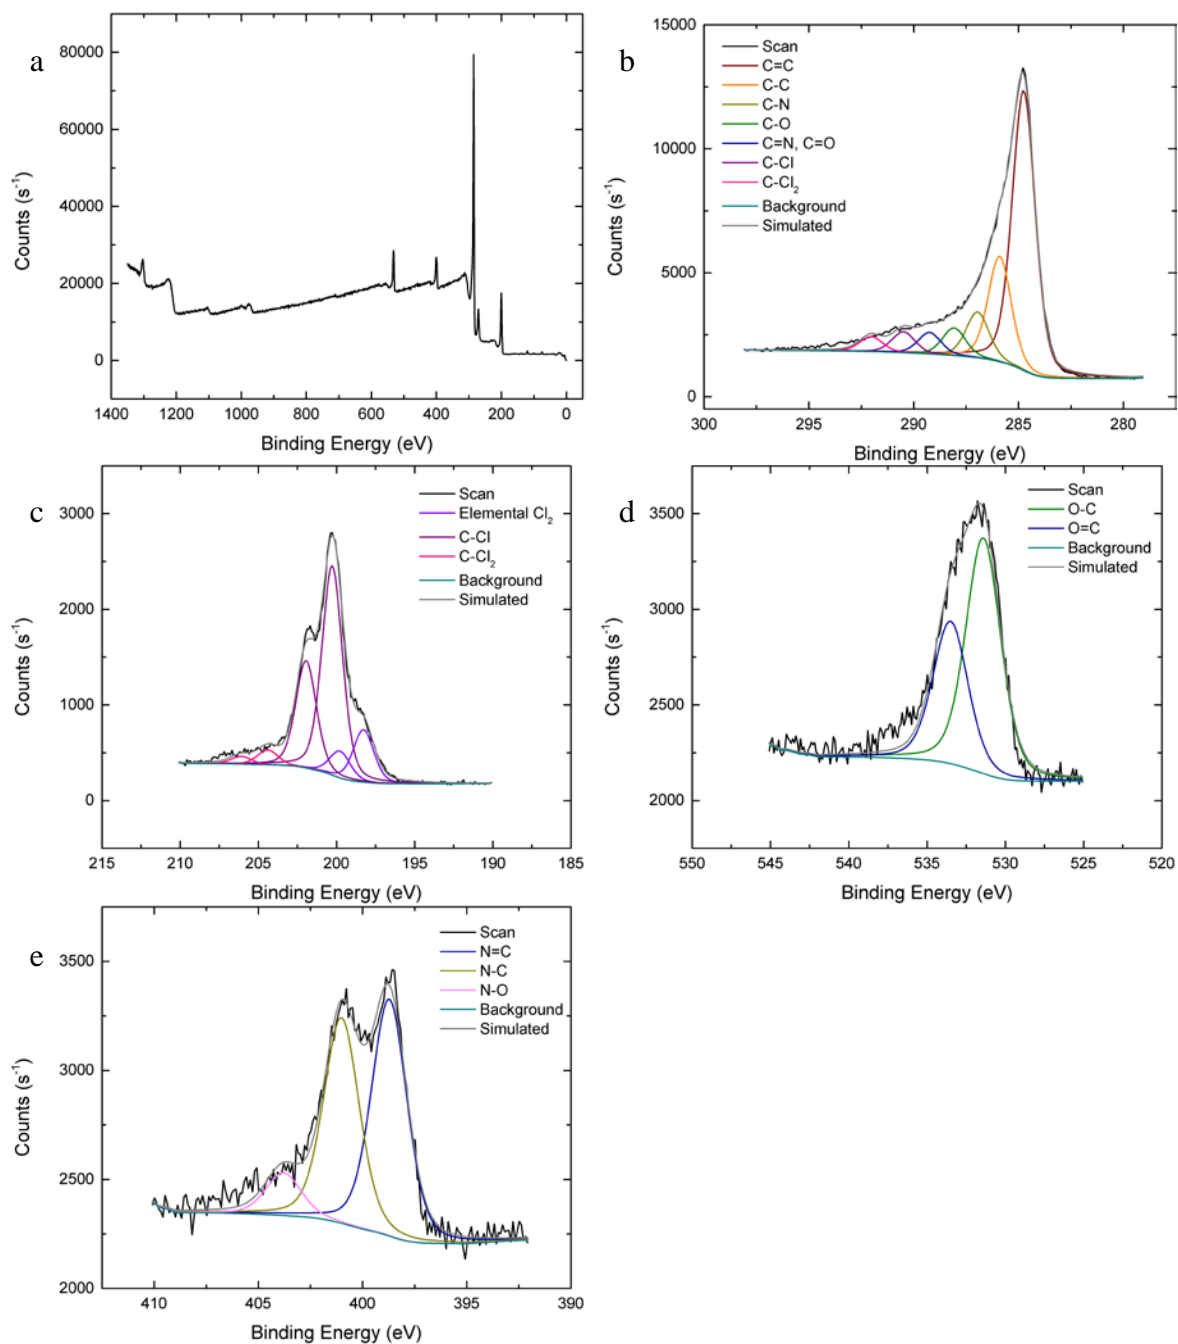 a
80000
60000
40000
20000
0
Counts (s⁻¹)
1400 1200 1000 800 600 400 200 0
Binding Energy (eV)
b
15000
10000
5000
0
Counts (s⁻¹)
Scan
C=C
C-C
C-N
C-O
C=N, C=O
C-Cl
C-Cl₂
Background
Simulated
300 295 290 285 280
Binding Energy (eV)
c
3000
2000
1000
0
Counts (s⁻¹)
Scan
Elemental Cl₂
C-Cl
C-Cl₂
Background
Simulated
215 210 205 200 195 190 185
Binding Energy (eV)
d
3500
3000
2500
2000
Counts (s⁻¹)
Scan
O-C
O=C
Background
Simulated
550 545 540 535 530 525 520
Binding Energy (eV)
e
3500
3000
2500
2000
Counts (s⁻¹)
Scan
N=C
N-C
N-O
Background
Simulated
410 405 400 395 390
Binding Energy (eV)